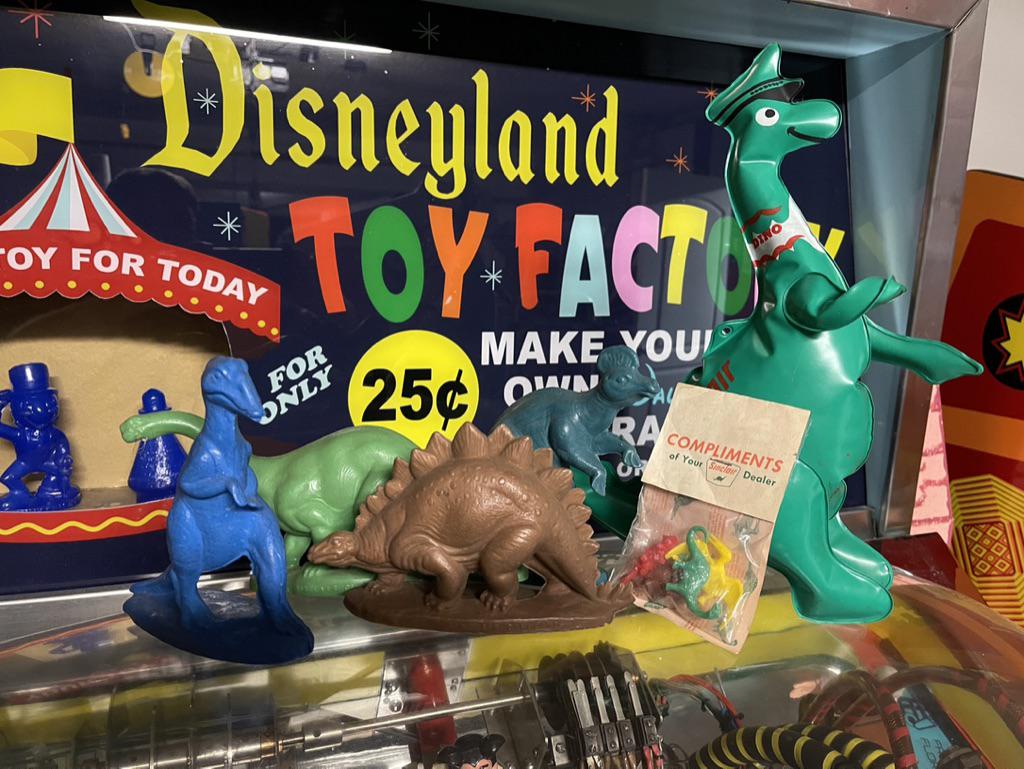 Disneyland
TOY FACTO Y
TOY FOR TODAY
FOR
ONLY
25¢
MAKE YOU
OWN
DINO
COMPLIMENTS
of Your Sinclair Dealer